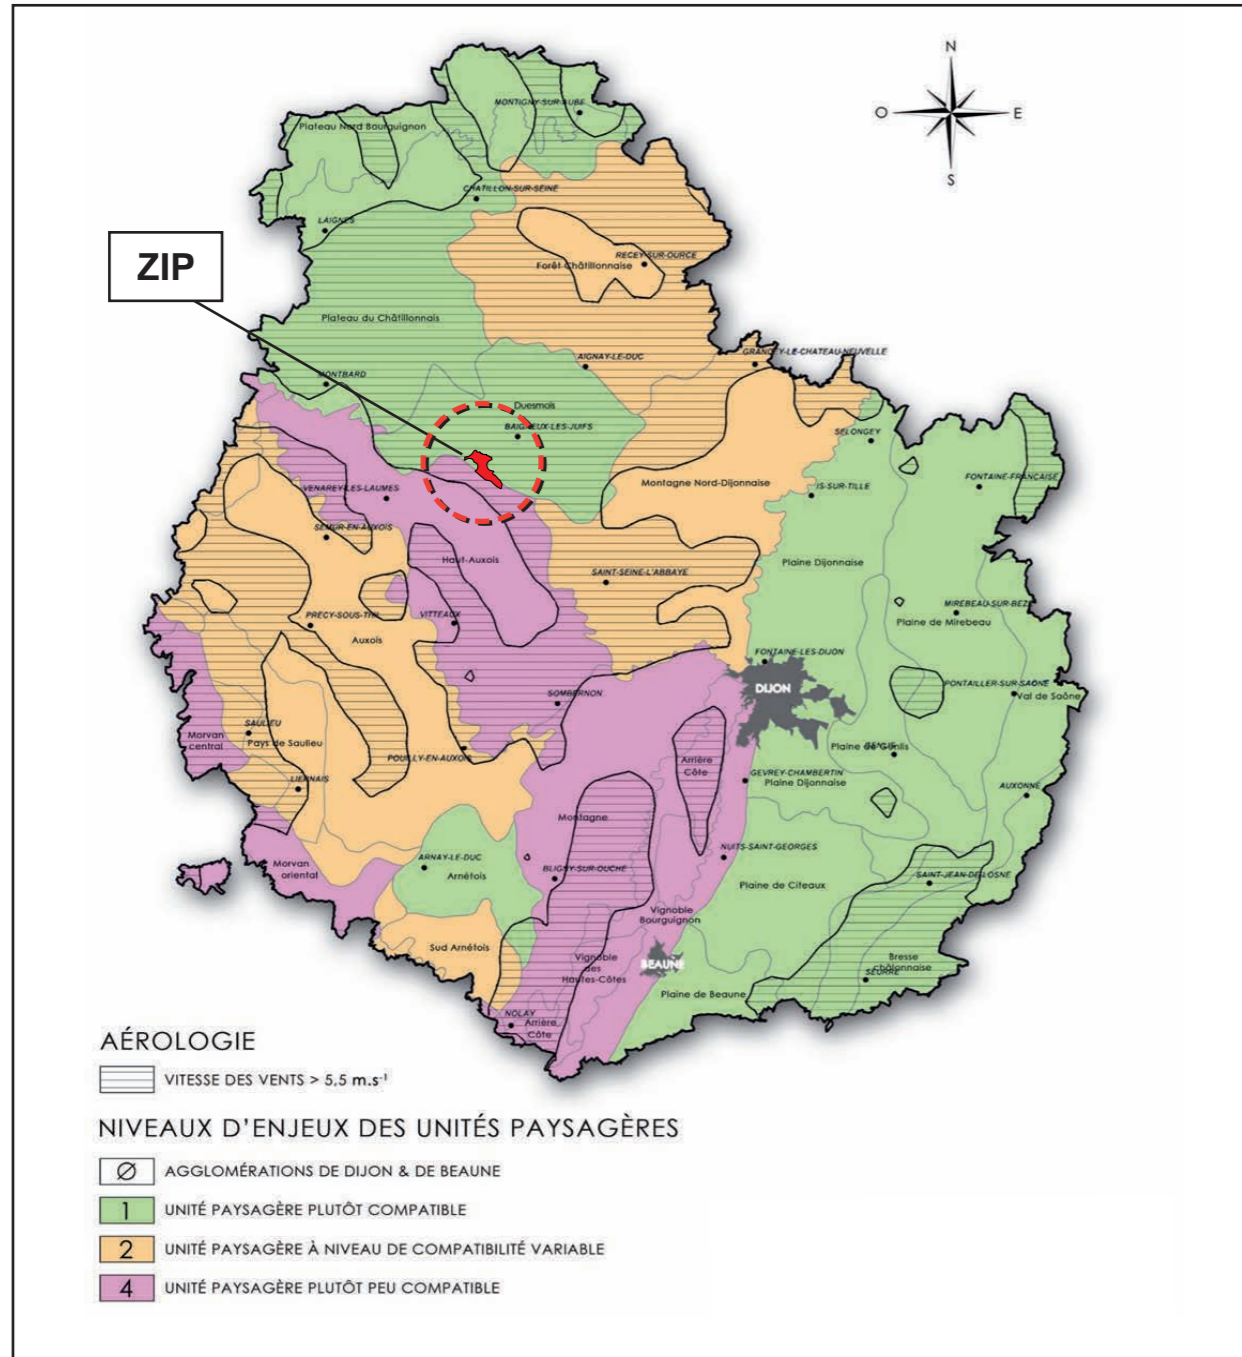 N
O
E
S
MONTIGNY-SUR-AUBE
Plateau Nord Bourguignon
CHATILLON-SUR-SEINE
LAIGNES
ZIP
RECEY-SUR-OURCE
Forêt Châtillonnaise
Plateau du Châtillonnais
AIGNAY-LE-DUC
GRANCEY-LE-CHATEAU-NEUVELLE
MONTBARD
Duesmois
BAIGNEUX-LES-JUIFS
SELONGEY
VENAREY-LES-LAUMES
Montagne Nord-Dijonnaise
IS-SUR-TILLE
FONTAINE-FRANÇAISE
SEMUR-EN-AUXOIS
Haut-Auxois
SAINT-SEINE-L'ABBAYE
Plaine Dijonnaise
PRÉCY-SOUS-THIL
VITTEAUX
MIREBEAU-SUR-BEZE
Plaine de Mirebeau
Auxois
FONTAINE-LES-DIJON
DIJON
PONTAILLER-SUR-SAÔNE
Val de Saône
SOMBERNON
SAULIEU
Morvan
central
Pays de Saulieu
POUILLY-EN-AUXOIS
Plaine de Genlis
Arrière
Côte
GEVREY-CHAMBERTIN
Plaine Dijonnaise
LIERNAIS
AUXONNE
Montagne
NUITS-SAINT-GEORGES
Morvan
oriental
ARNAY-LE-DUC
Arnétois
BLIGNY-SUR-OUCHE
SAINT-JEAN-DE-LOSNE
Plaine de Cîteaux
Vignoble
Bourguignon
Sud Arnétois
Vignoble
des
Hautes-Côtes
BEAUNE
Bresse
châlonnaise
SEURRE
Plaine de Beaune
NOLAY
Arrière
Côte
AÉROLOGIE
VITESSE DES VENTS > 5,5 m.s⁻¹
NIVEAUX D'ENJEUX DES UNITÉS PAYSAGÈRES
Ø AGGLOMÉRATIONS DE DIJON & DE BEAUNE
1 UNITÉ PAYSAGÈRE PLUTÔT COMPATIBLE
2 UNITÉ PAYSAGÈRE À NIVEAU DE COMPATIBILITÉ VARIABLE
4 UNITÉ PAYSAGÈRE PLUTÔT PEU COMPATIBLE